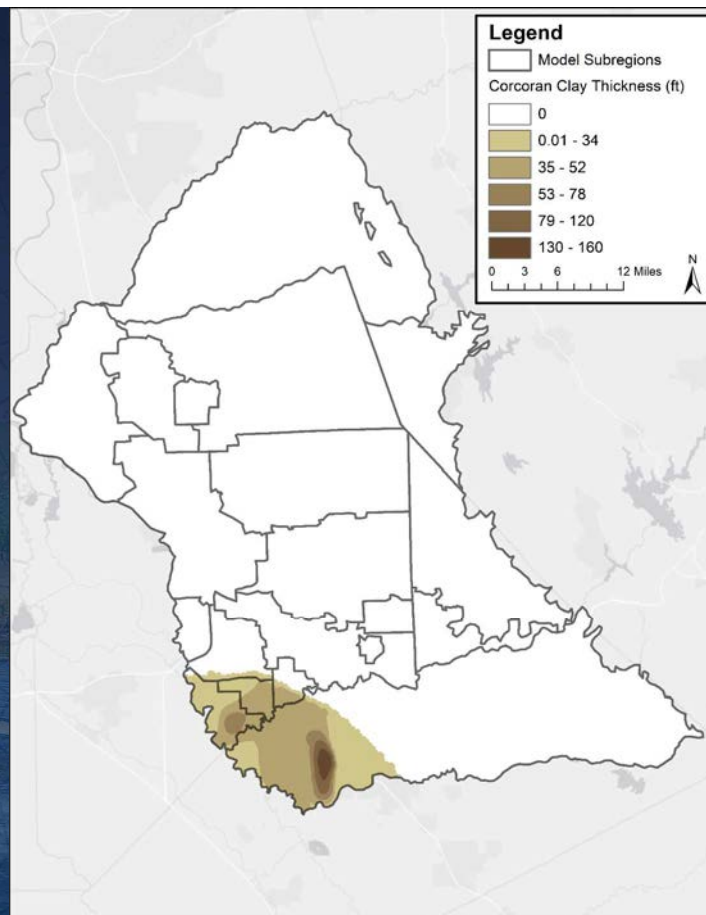 Legend
Model Subregions
Corcoran Clay Thickness (ft)
0
0.01 - 34
35 - 52
53 - 78
79 - 120
130 - 160
N
0 3 6 12 Miles